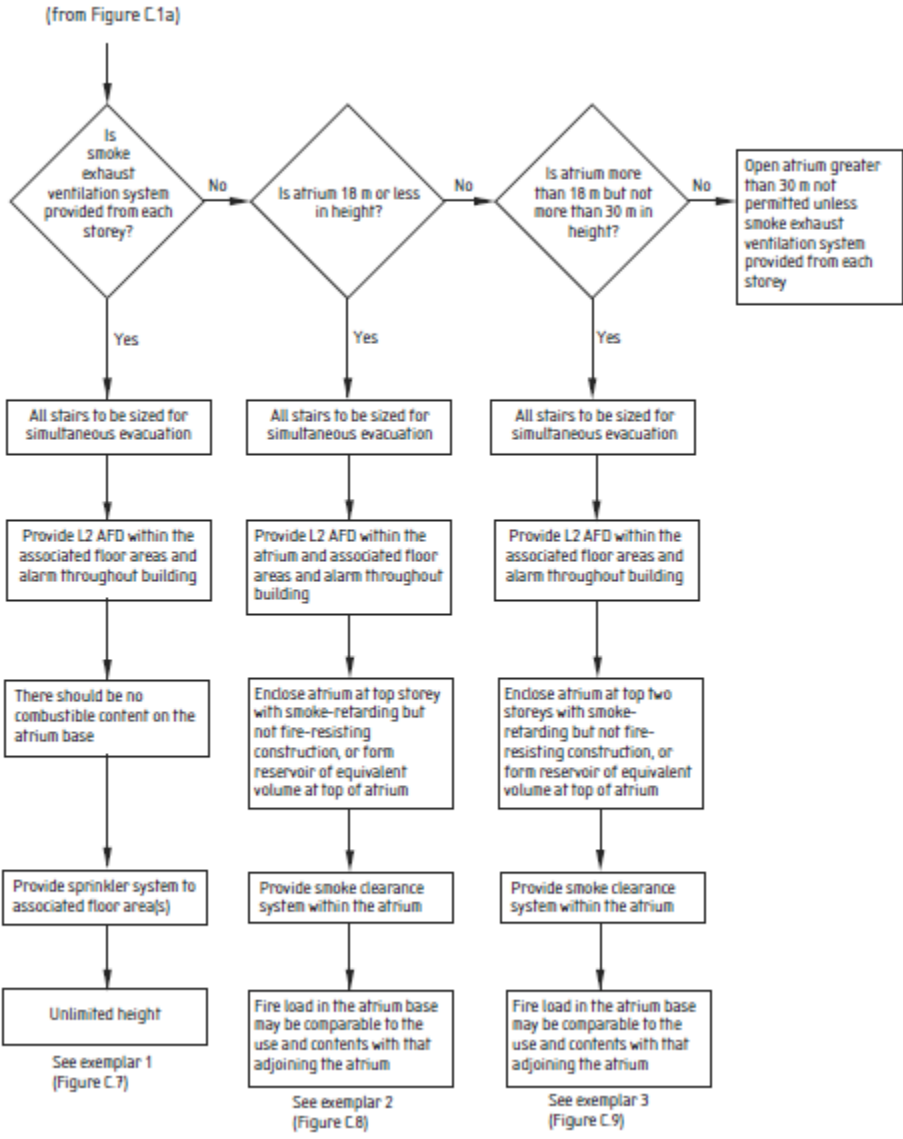 (from Figure C.1a)
Is
smoke
exhaust
ventilation system
provided from each
storey?
No
Is atrium 18 m or less
in height?
No
Is atrium more
than 18 m but not
more than 30 m in
height?
No
Open atrium greater
than 30 m not
permitted unless
smoke exhaust
ventilation system
provided from each
storey
Yes
Yes
Yes
All stairs to be sized for
simultaneous evacuation
All stairs to be sized for
simultaneous evacuation
All stairs to be sized for
simultaneous evacuation
Provide L2 AFD within the
associated floor areas and
alarm throughout building
Provide L2 AFD within the
atrium and associated floor
areas and alarm throughout
building
Provide L2 AFD within the
associated floor areas and
alarm throughout building
There should be no
combustible content on the
atrium base
Enclose atrium at top storey
with smoke-retarding but
not fire-resisting
construction, or form
reservoir of equivalent
volume at top of atrium
Enclose atrium at top two
storeys with smoke-
retarding but not fire-
resisting construction, or
form reservoir of equivalent
volume at top of atrium
Provide sprinkler system to
associated floor area(s)
Provide smoke clearance
system within the atrium
Provide smoke clearance
system within the atrium
Unlimited height
Fire load in the atrium base
may be comparable to the
use and contents with that
adjoining the atrium
Fire load in the atrium base
may be comparable to the
use and contents with that
adjoining the atrium
See exemplar 1
(Figure C.7)
See exemplar 2
(Figure C.8)
See exemplar 3
(Figure C.9)